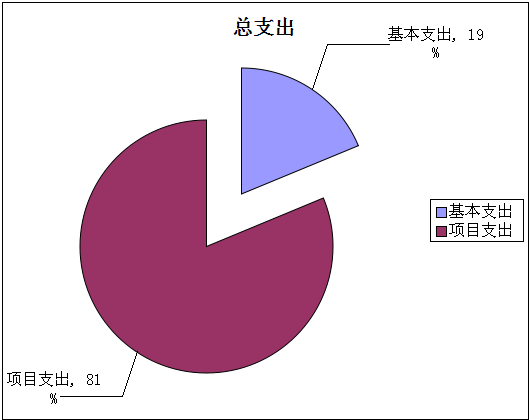 总支出
基本支出, 19
%
基本支出
项目支出
项目支出, 81
%